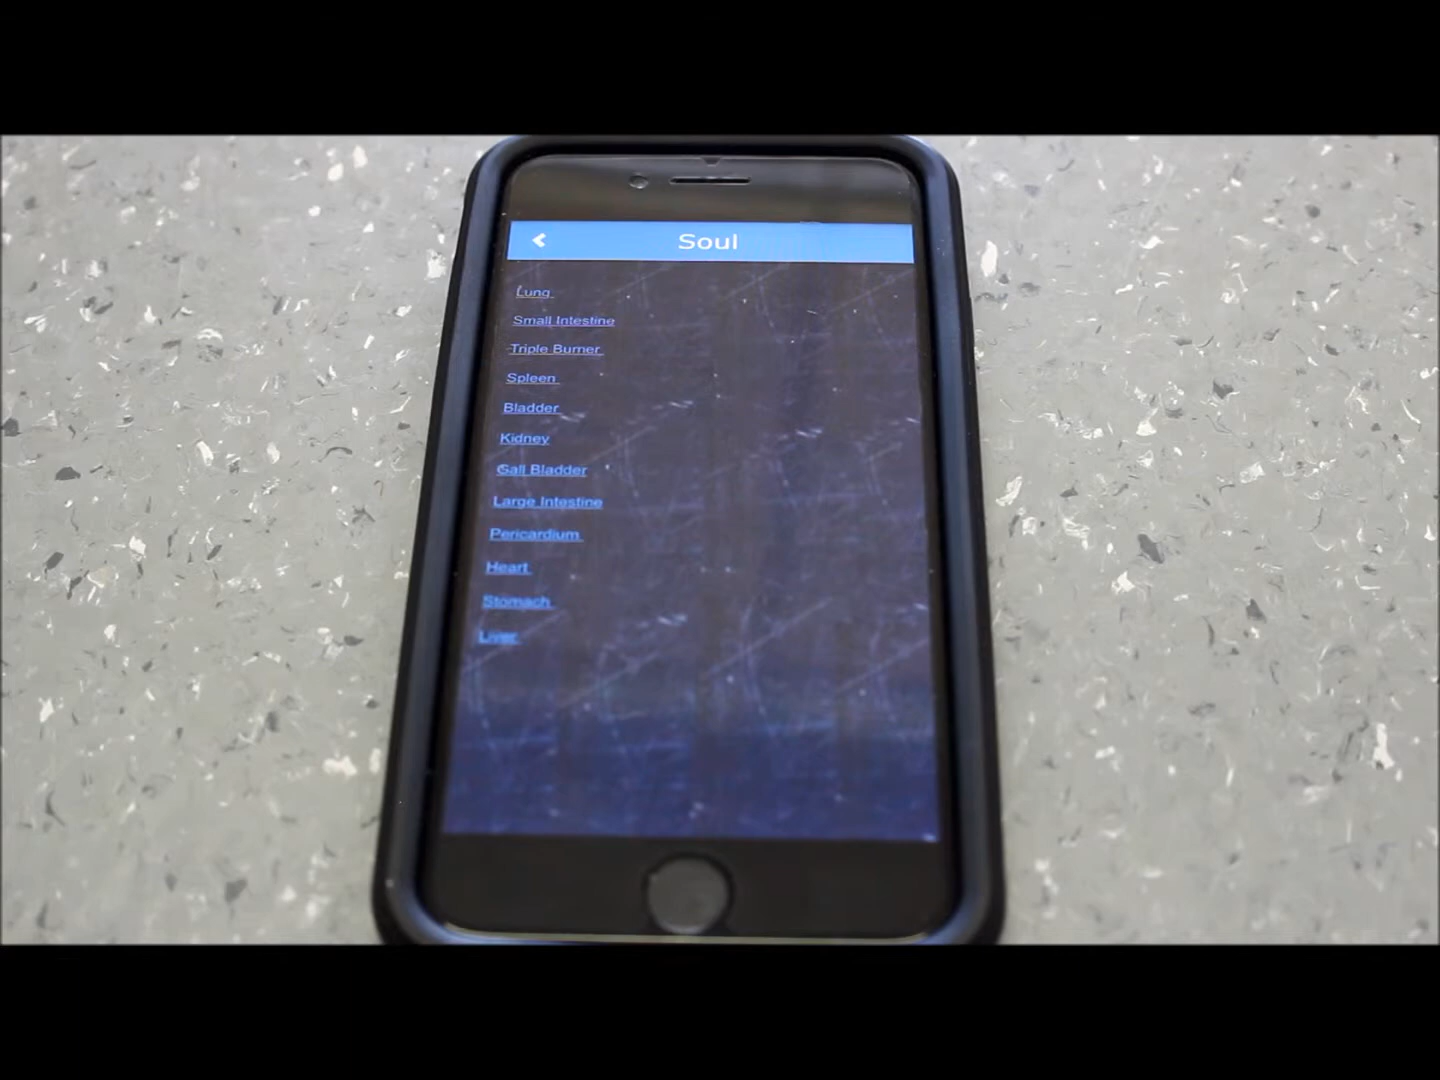 Soul
Lung
Small Intestine
Triple Burner
Spleen
Bladder
Kidney
Gall Bladder
Large Intestine
Pericardium
Heart
Stomach
Liver